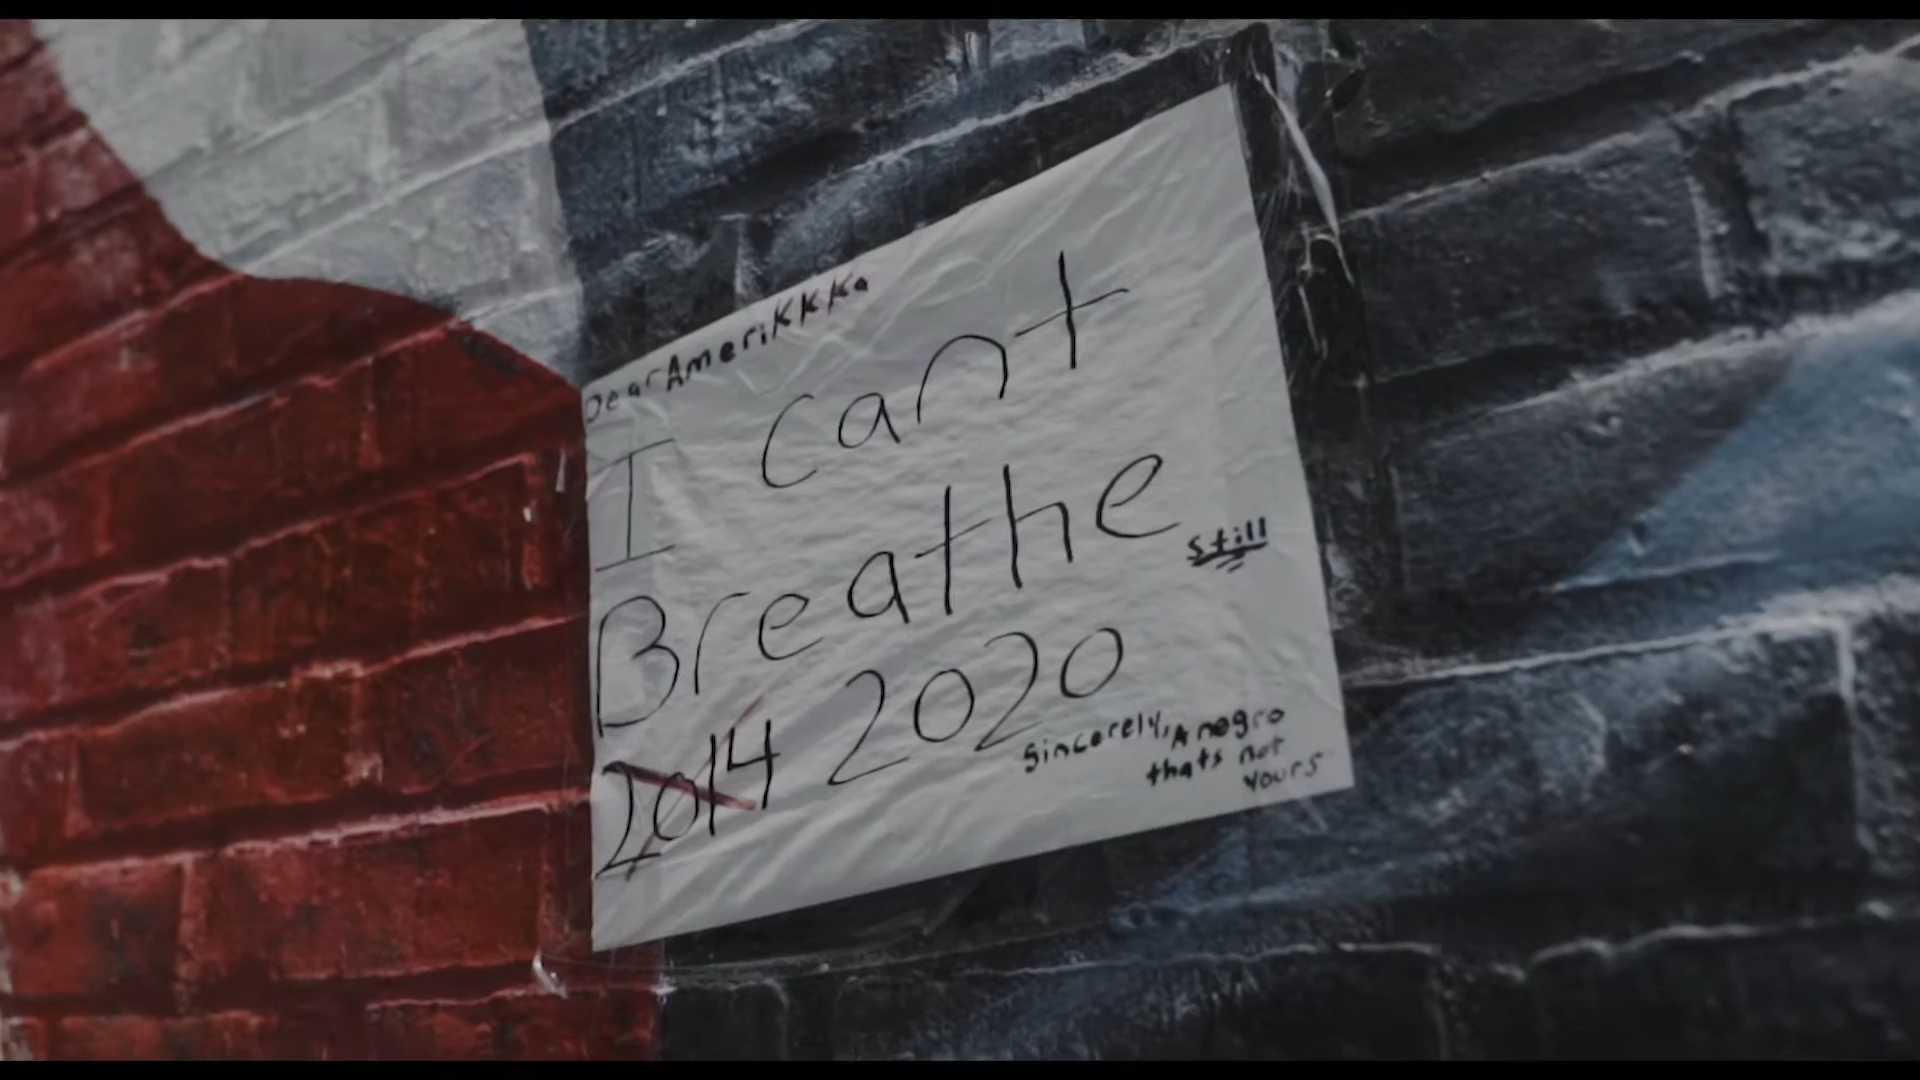 Dear AmeriKKKa
I cant
Breathe
still
2014 2020
Sincerely, A negro
thats not
yours